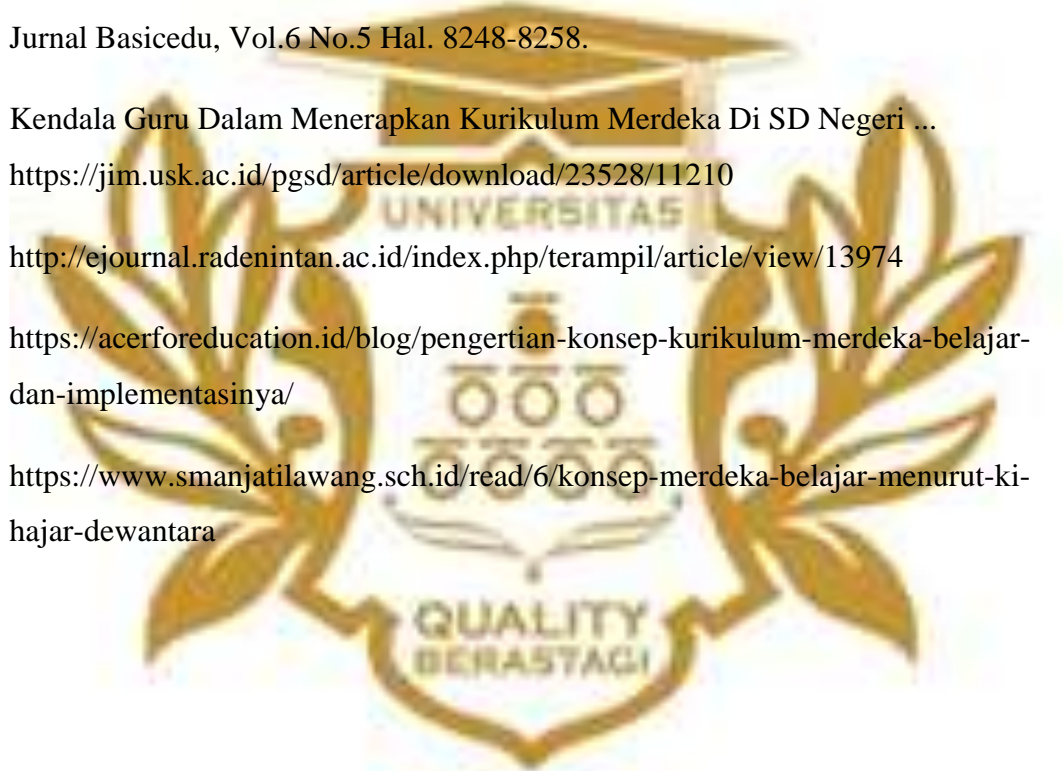 Jurnal Basicedu, Vol.6 No.5 Hal. 8248-8258.
Kendala Guru Dalam Menerapkan Kurikulum Merdeka Di SD Negeri ...
https://jim.usk.ac.id/pgsd/article/download/23528/11210
UNIVERSITAS
http://ejournal.radenintan.ac.id/index.php/terampil/article/view/13974
https://acerforeducation.id/blog/pengertian-konsep-kurikulum-merdeka-belajar-
dan-implementasinya/
https://www.smanjatilawang.sch.id/read/6/konsep-merdeka-belajar-menurut-ki-
hajar-dewantara
QUALITY
BERASTAGI